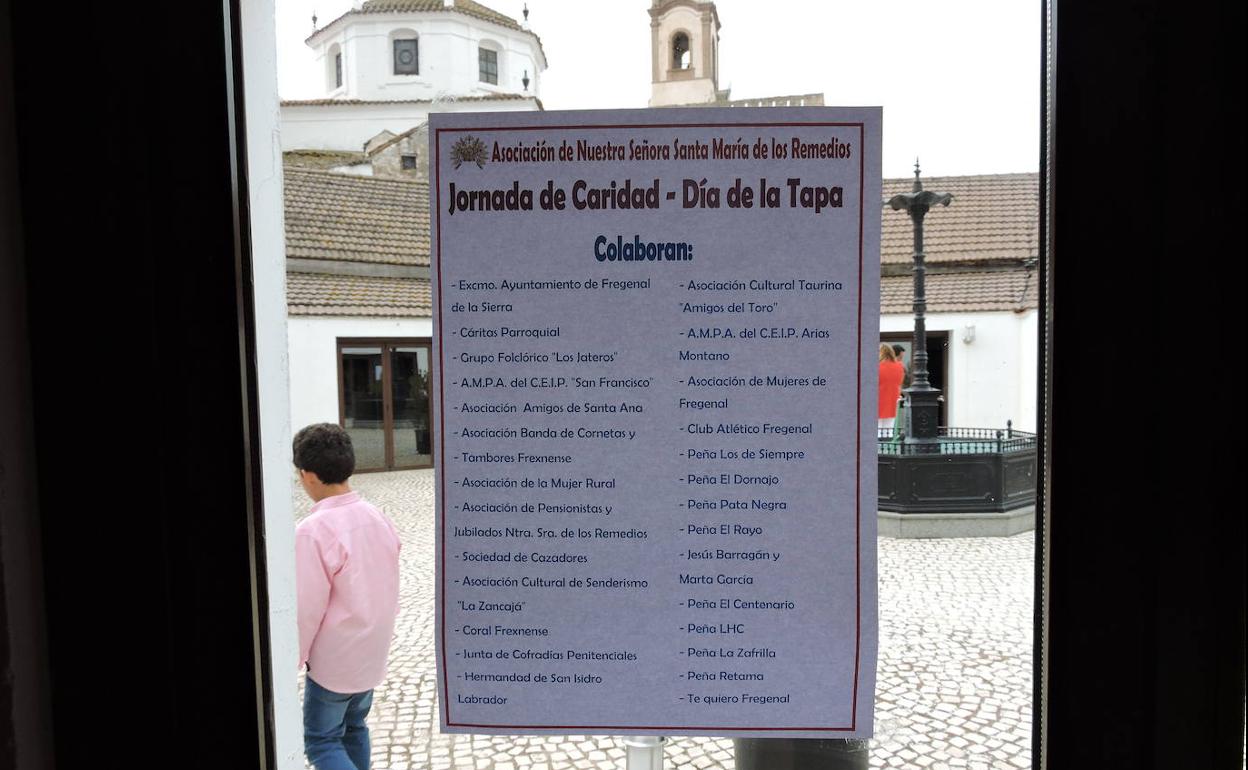 Asociación de Nuestra Señora Santa María de los Remedios
Jornada de Caridad - Día de la Tapa
Colaboran:
- Excmo. Ayuntamiento de Fregenal
de la Sierra
- Cáritas Parroquial
- Grupo Folclórico "Los Jateros"
- A.M.P.A. del C.E.I.P. "San Francisco
- Asociación Amigos de Santa Ana
- Asociación Banda de Cornetas y
- Tambores Frexnense
- Asociación de la Mujer Rural
- Asociación de Pensionistas y
Jubilados Ntra. Sra. de los Remedios
- Sociedad de Cazadores
- Asociación Cultural de Senderismo
"La Zancajá"
- Coral Frexnense
- Junta de Cofradías Penitenciales
- Hermandad de San Isidro
Labrador
- Asociación Cultural Taurina
"Amigos del Toro"
- A.M.P.A. del C.E.I.P. Arias
Montano
- Asociación de Mujeres de
Fregenal
- Club Atlético Fregenal
- Peña Los de Siempre
- Peña El Dornajo
- Peña Pata Negra
- Peña El Rayo
- Jesús Barragán y
Marta Garcia
- Peña El Centenario
- Peña LHC
- Peña La Zafrilla
- Peña Retama
- Te quiero Fregenal